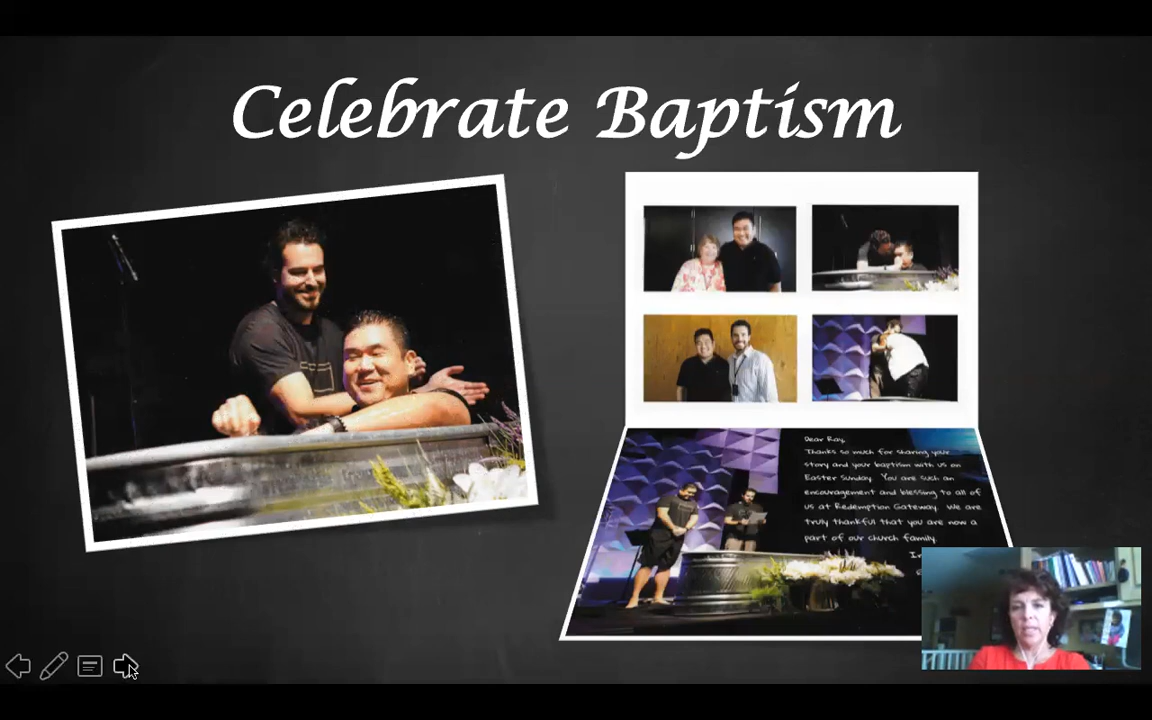 Celebrate Baptism
Dear Ray,
Thanks so much for sharing your
story and your baptism with us on
Easter Sunday. You are such an
encouragement and blessing to all of
us at Redemption Gateway. We are
truly thankful that you are now a
part of our church family.